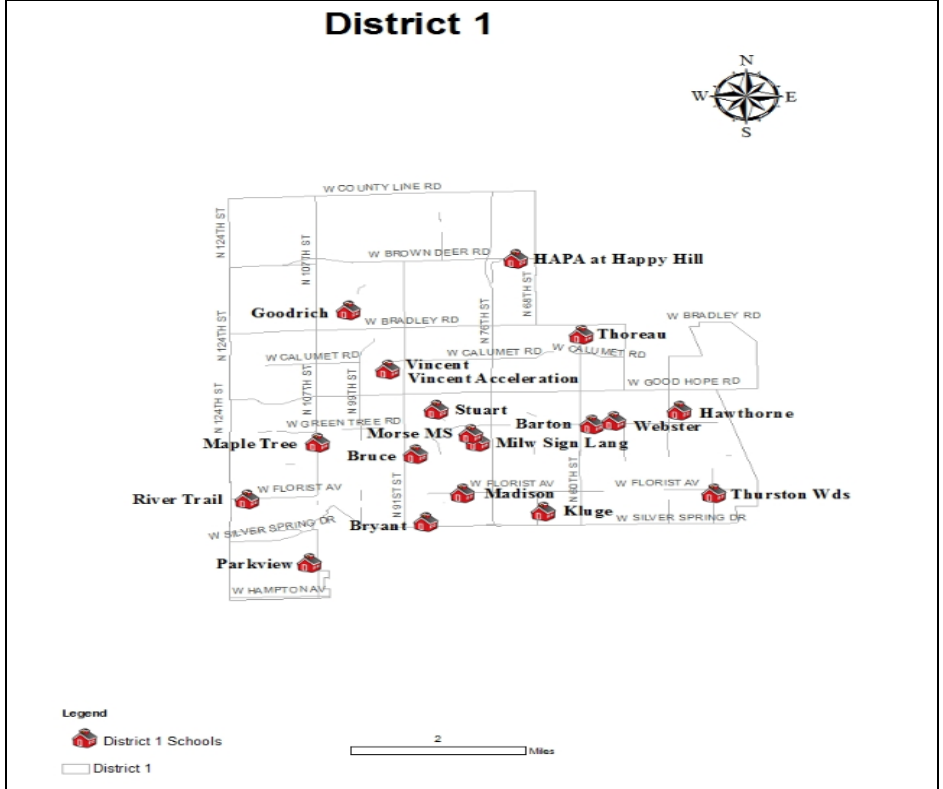 District 1
N
W E
S
W COUNTY LINE RD
N 124TH ST
N 107TH ST
W BROWN DEER RD
HAPA at Happy Hill
N 68TH ST
Goodrich
W BRADLEY RD
N 76TH ST
W BRADLEY RD
N 124TH ST
Thoreau
W CALUMET RD
W CALUMET RD
W CALUMET RD
Vincent
Vincent Acceleration
W GOOD HOPE RD
N 107TH ST
N 99TH ST
N 124TH ST
Stuart
Hawthorne
W GREEN TREE RD
Barton
Webster
Morse MS
Maple Tree
Milw Sign Lang
Bruce
N 60TH ST
N 91ST ST
River Trail
W FLORIST AV
W FLORIST AV
W FLORIST AV
Madison
Thurston Wds
Kluge
W SILVER SPRING DR
W SILVER SPRING DR
Bryant
Parkview
W HAMPTON AV
Legend
District 1 Schools
District 1
2
Miles